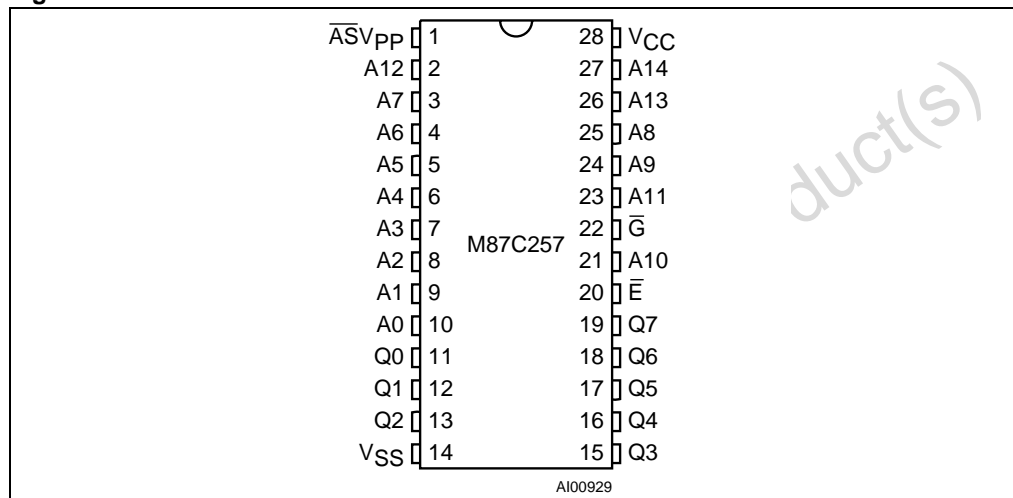 A̅S̅VPP 1 28 VCC
A12 2 27 A14
A7 3 26 A13
A6 4 25 A8
A5 5 24 A9
A4 6 23 A11
A3 7 22 G̅
M87C257
A2 8 21 A10
A1 9 20 E̅
A0 10 19 Q7
Q0 11 18 Q6
Q1 12 17 Q5
Q2 13 16 Q4
VSS 14 15 Q3
AI00929
duct(s)